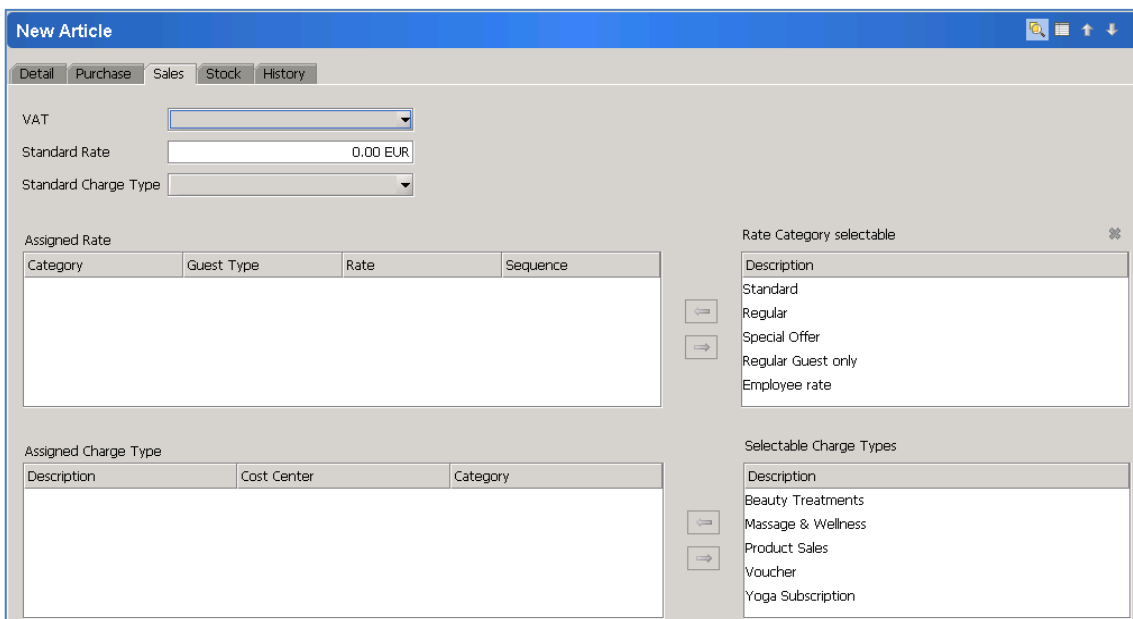 New Article
Detail Purchase Sales Stock History
VAT
Standard Rate 0.00 EUR
Standard Charge Type
Assigned Rate
Category Guest Type Rate Sequence
Rate Category selectable
Description
Standard
Regular
Special Offer
Regular Guest only
Employee rate
Assigned Charge Type
Description Cost Center Category
Selectable Charge Types
Description
Beauty Treatments
Massage & Wellness
Product Sales
Voucher
Yoga Subscription